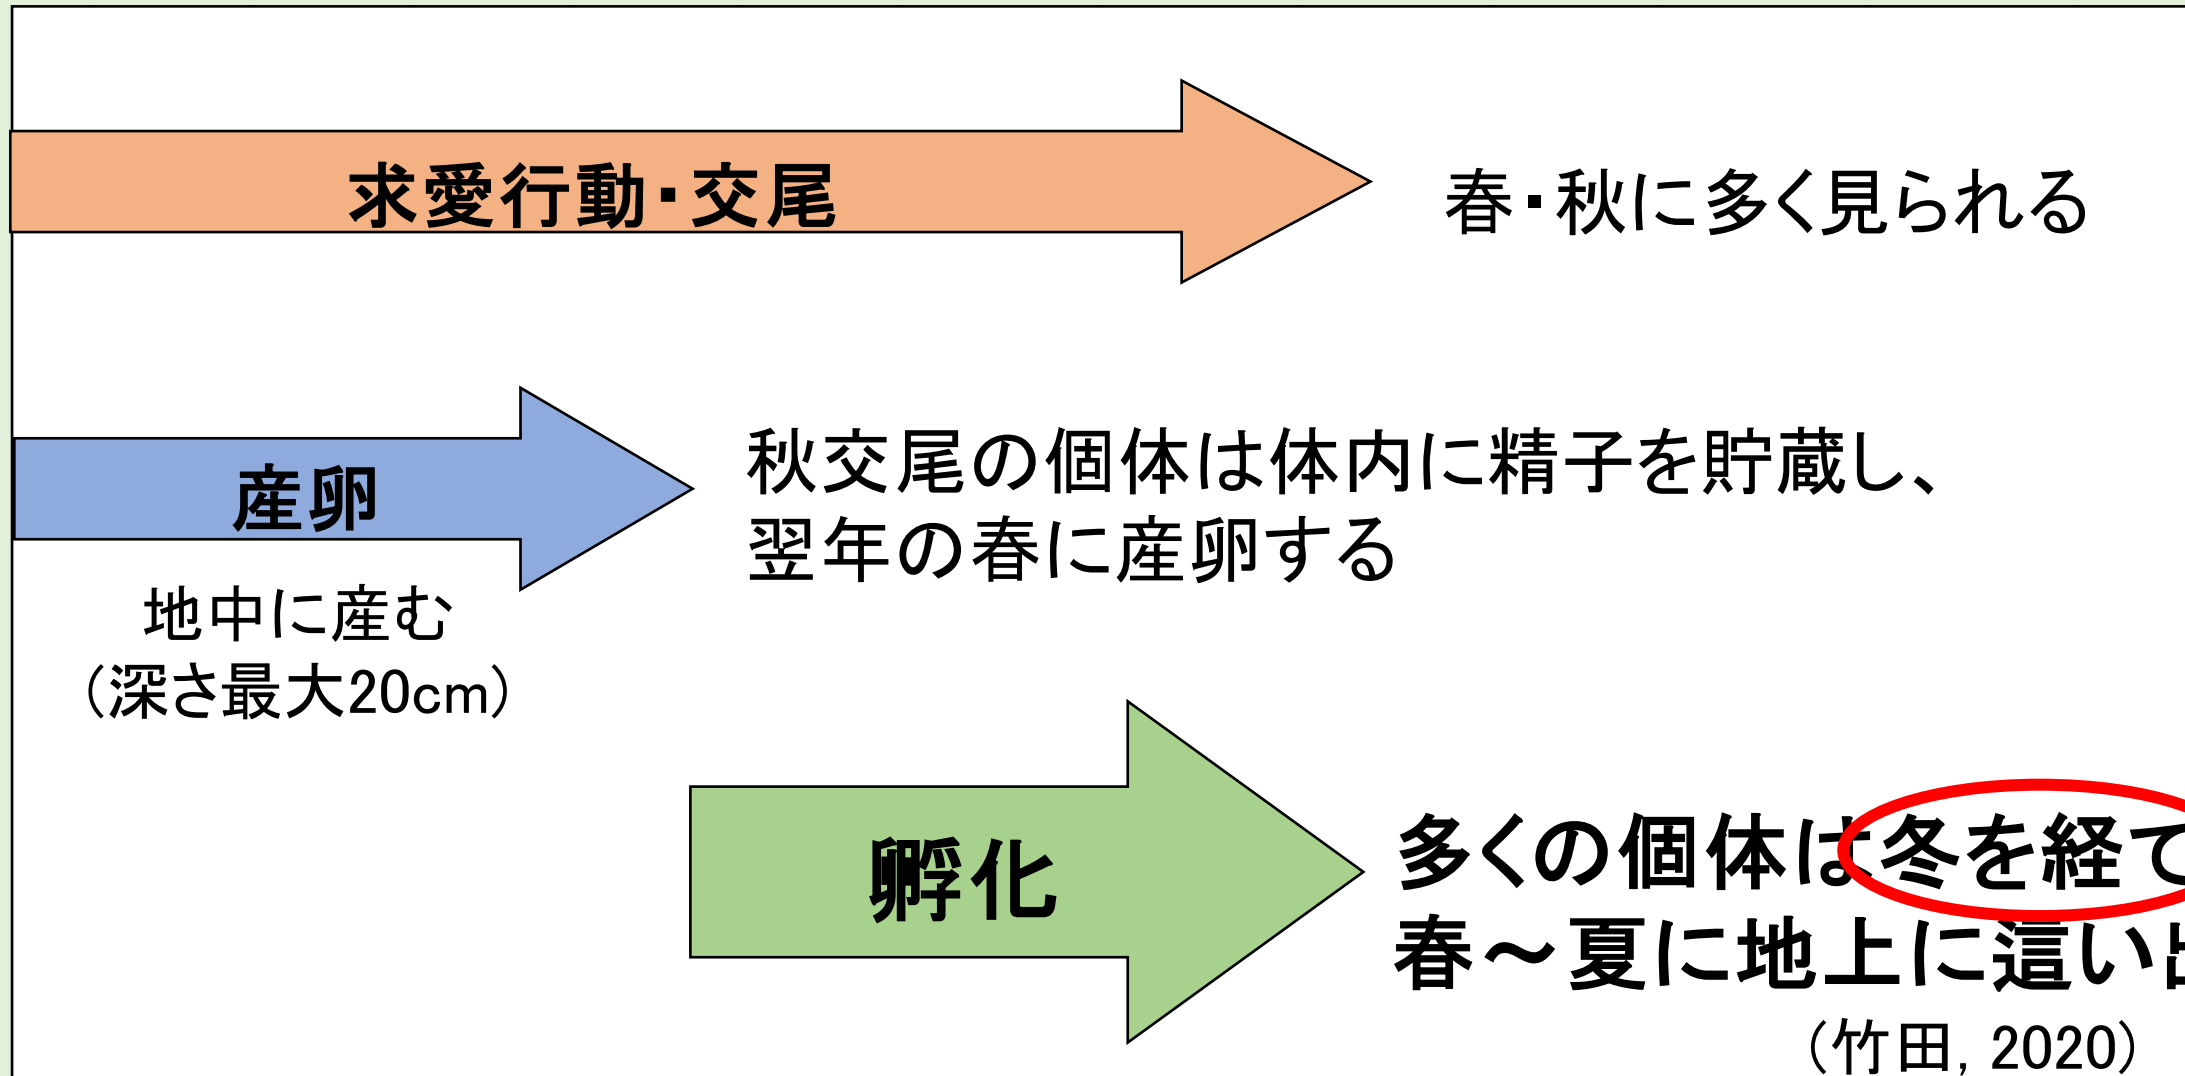 求愛行動・交尾
春・秋に多く見られる
産卵
秋交尾の個体は体内に精子を貯蔵し、
翌年の春に産卵する
地中に産む
（深さ最大20cm）
孵化
多くの個体は冬を経て
春～夏に地上に這い出
（竹田, 2020）